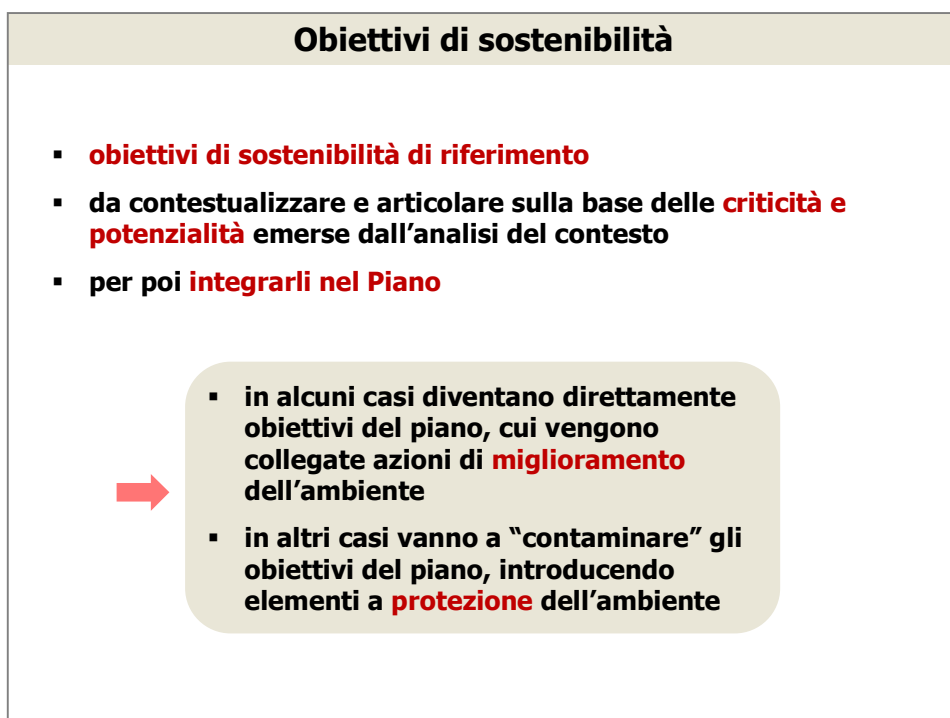 Obiettivi di sostenibilità
▪ obiettivi di sostenibilità di riferimento
▪ da contestualizzare e articolare sulla base delle criticità e
potenzialità emerse dall’analisi del contesto
▪ per poi integrarli nel Piano
▪ in alcuni casi diventano direttamente
obiettivi del piano, cui vengono
collegate azioni di miglioramento
dell’ambiente
▪ in altri casi vanno a “contaminare” gli
obiettivi del piano, introducendo
elementi a protezione dell’ambiente